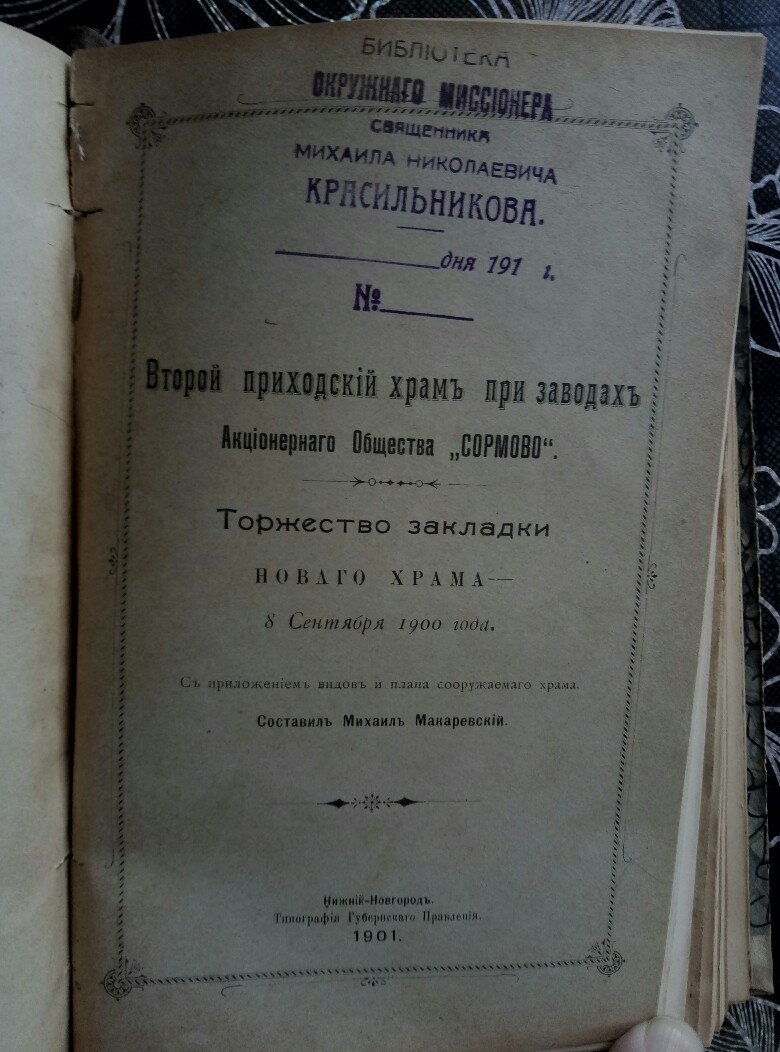 БИБЛІОТЕКА
ОКРУЖНАГО МИССІОНЕРА
СВЯЩЕННИКА
МИХАИЛА НИКОЛАЕВИЧА
КРАСИЛЬНИКОВА.
дня 191 г.
№
Второй приходскій храмъ при заводахъ
Акціонернаго Общества „СОРМОВО“.
Торжество закладки
НОВАГО ХРАМА—
8 Сентября 1900 года.
Съ приложеніемъ видовъ и плана сооружаемаго храма.
Составилъ Михаилъ Макаревскій.
Нижній-Новгородъ.
Типографія Губернскаго Правленія.
1901.